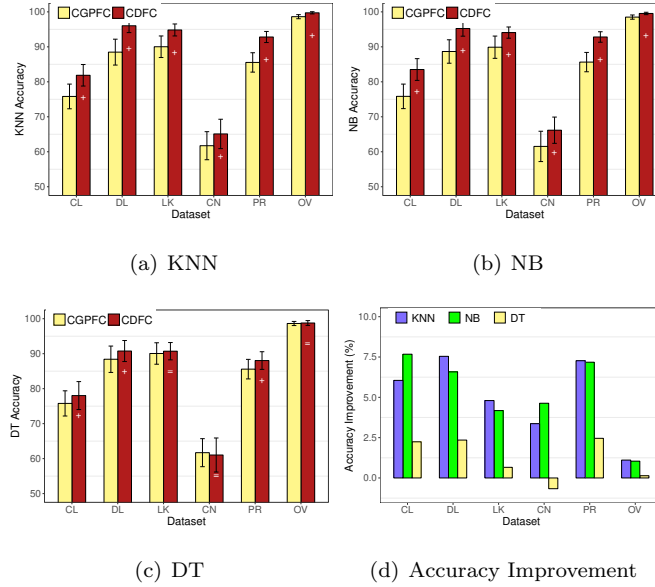 CGPFC CDFC
KNN Accuracy
100
90
80
70
60
50
+ + + + + +
CL DL LK CN PR OV
Dataset
(a) KNN
CGPFC CDFC
NB Accuracy
100
90
80
70
60
50
+ + + + + +
CL DL LK CN PR OV
Dataset
(b) NB
CGPFC CDFC
DT Accuracy
100
90
80
70
60
50
+ + = = + =
CL DL LK CN PR OV
Dataset
(c) DT
KNN NB DT
Accuracy Improvement (%)
10.0
7.5
5.0
2.5
0.0
CL DL LK CN PR OV
Dataset
(d) Accuracy Improvement